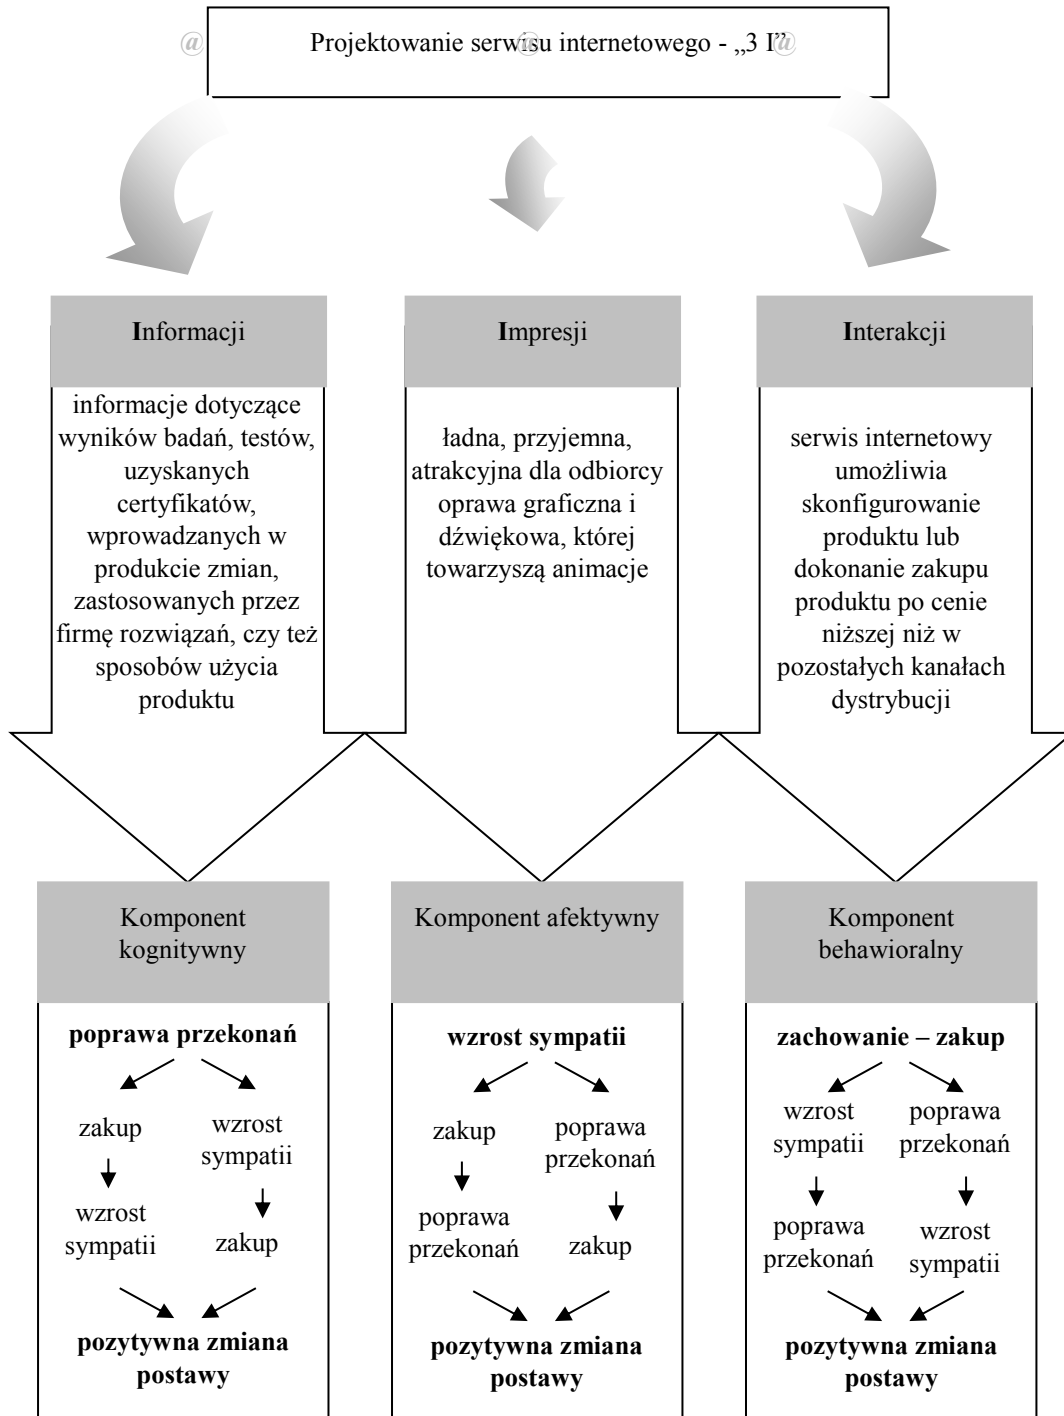 Projektowanie serwisu internetowego - „3 I”
@ @ @
Informacji
informacje dotyczące
wyników badań, testów,
uzyskanych
certyfikatów,
wprowadzanych w
produkcie zmian,
zastosowanych przez
firmę rozwiązań, czy też
sposobów użycia
produktu
Impresji
ładna, przyjemna,
atrakcyjna dla odbiorcy
oprawa graficzna i
dźwiękowa, której
towarzyszą animacje
Interakcji
serwis internetowy
umożliwia
skonfigurowanie
produktu lub
dokonanie zakupu
produktu po cenie
niższej niż w
pozostałych kanałach
dystrybucji
Komponent
kognitywny
poprawa przekonań
zakup
wzrost
sympatii
wzrost
sympatii
zakup
pozytywna zmiana
postawy
Komponent afektywny
wzrost sympatii
zakup
poprawa
przekonań
poprawa
przekonań
zakup
pozytywna zmiana
postawy
Komponent
behawioralny
zachowanie – zakup
wzrost
sympatii
poprawa
przekonań
poprawa
przekonań
wzrost
sympatii
pozytywna zmiana
postawy